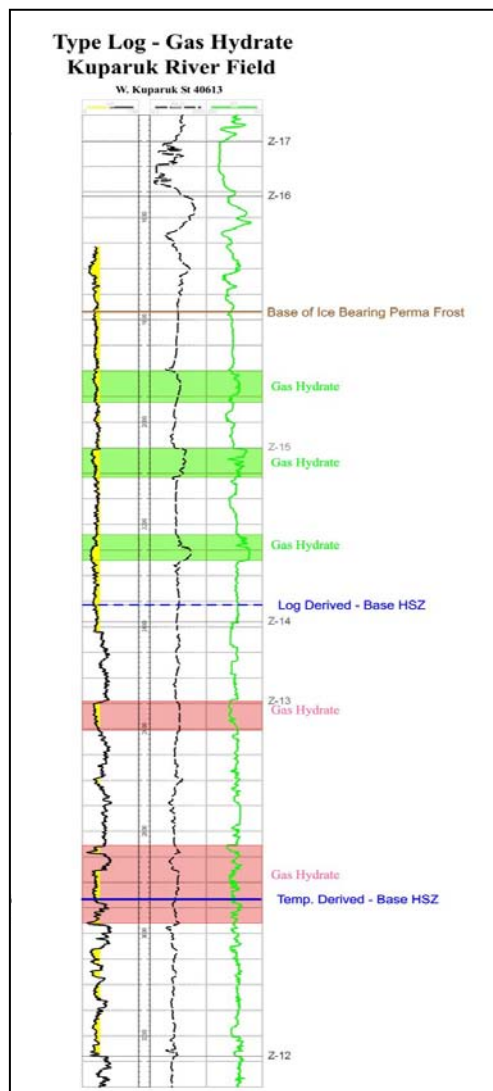 Type Log - Gas Hydrate
Kuparuk River Field
W. Kuparuk St 40613
Z-17
Z-16
Base of Ice Bearing Perma Frost
Gas Hydrate
Z-15
Gas Hydrate
Gas Hydrate
Log Derived - Base HSZ
Z-14
Z-13
Gas Hydrate
Gas Hydrate
Temp. Derived - Base HSZ
Z-12